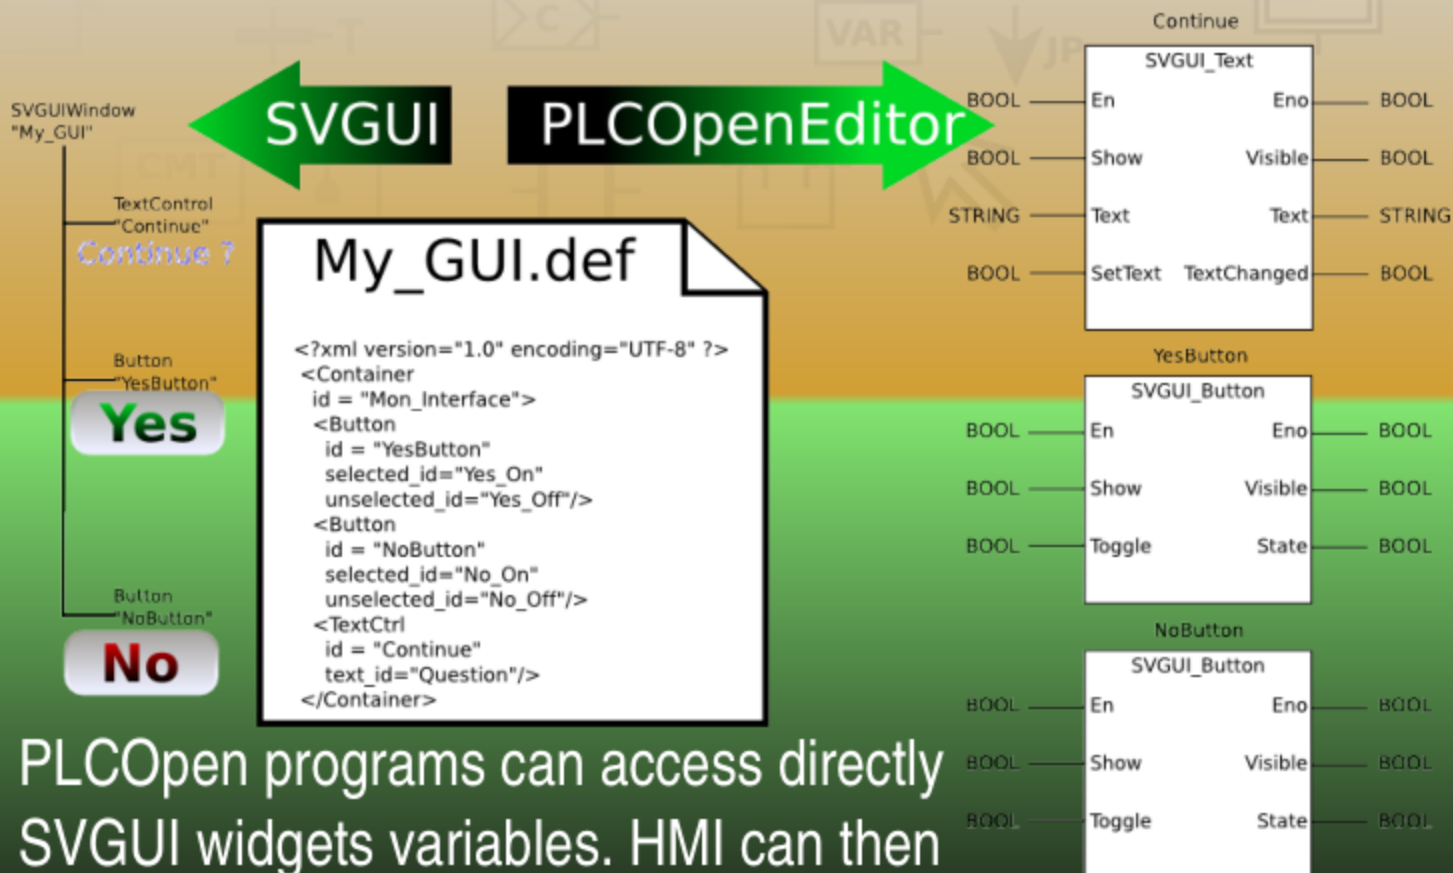 SVGUIWindow
"My_GUI"
TextControl
"Continue"
Continue ?
Button
"YesButton"
Yes
Button
"NoButton"
No
T
C
VAR
JP
CMT
SVGUI
PLCOpenEditor
My_GUI.def
<?xml version="1.0" encoding="UTF-8" ?>
<Container
id = "Mon_Interface">
<Button
id = "YesButton"
selected_id="Yes_On"
unselected_id="Yes_Off"/>
<Button
id = "NoButton"
selected_id="No_On"
unselected_id="No_Off"/>
<TextCtrl
id = "Continue"
text_id="Question"/>
</Container>
Continue
SVGUI_Text
BOOL En Eno BOOL
BOOL Show Visible BOOL
STRING Text Text STRING
BOOL SetText TextChanged BOOL
YesButton
SVGUI_Button
BOOL En Eno BOOL
BOOL Show Visible BOOL
BOOL Toggle State BOOL
NoButton
SVGUI_Button
BOOL En Eno BOOL
BOOL Show Visible BOOL
BOOL Toggle State BOOL
PLCOpen programs can access directly
SVGUI widgets variables. HMI can then